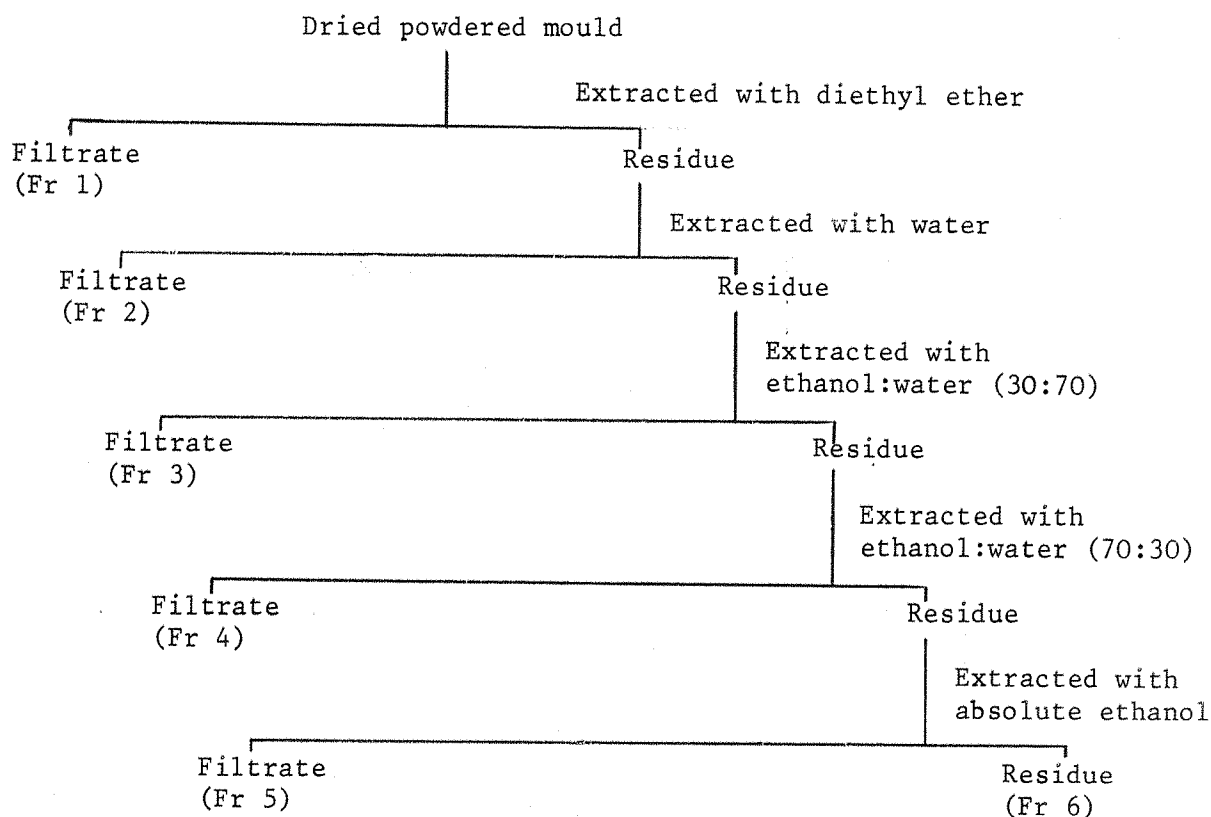 Dried powdered mould
Extracted with diethyl ether
Filtrate
(Fr 1)
Residue
Extracted with water
Filtrate
(Fr 2)
Residue
Extracted with
ethanol:water (30:70)
Filtrate
(Fr 3)
Residue
Extracted with
ethanol:water (70:30)
Filtrate
(Fr 4)
Residue
Extracted with
absolute ethanol
Filtrate
(Fr 5)
Residue
(Fr 6)